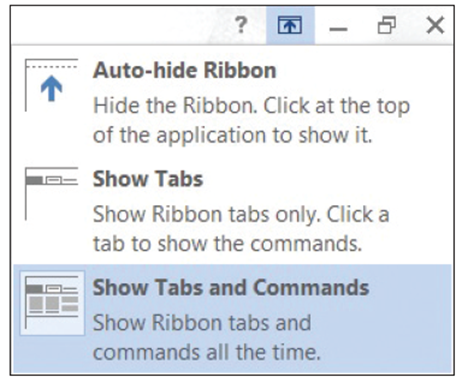 ?
Auto-hide Ribbon
Hide the Ribbon. Click at the top
of the application to show it.
Show Tabs
Show Ribbon tabs only. Click a
tab to show the commands.
Show Tabs and Commands
Show Ribbon tabs and
commands all the time.